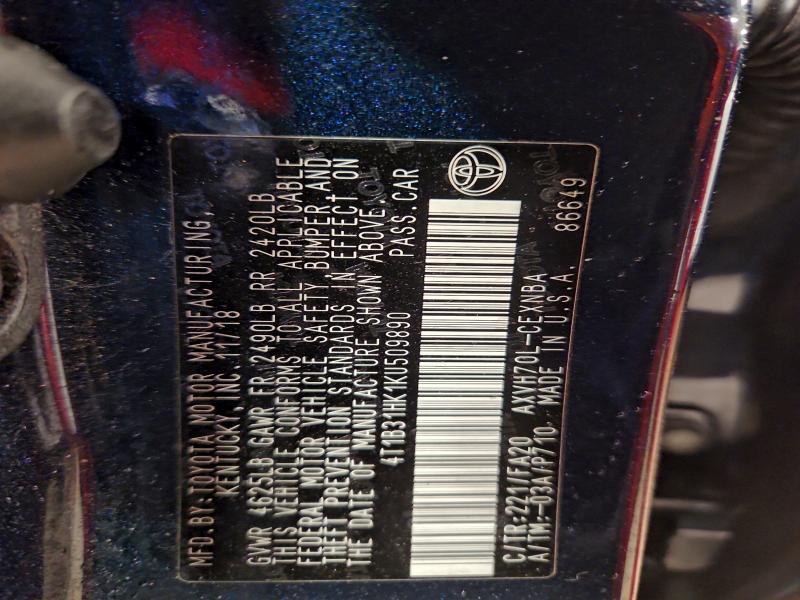 MFD. BY: TOYOTA MOTOR MANUFACTURING,
KENTUCKY, INC. 11/18
GVWR 4625LB GAWR FR 2490LB RR 2420LB
THIS VEHICLE CONFORMS TO ALL APPLICABLE
FEDERAL MOTOR VEHICLE SAFETY BUMPER, AND
THEFT PREVENTION STANDARDS IN EFFECT ON
THE DATE OF MANUFACTURE SHOWN ABOVE.
4T1B31HK1KU509890 PASS. CAR
C/TR: 221/FA20 AXXH70L-CEXNBA
A/TM: -03A/P710 MADE IN U.S.A. 86649